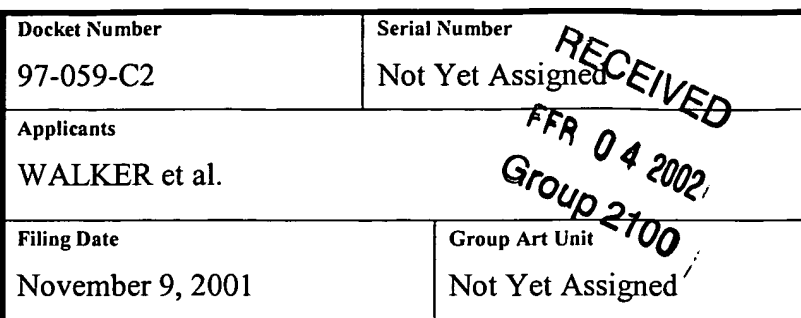 Docket Number
Serial Number
97-059-C2
Not Yet Assigned
RECEIVED
FFR 04 2002
Group 2100
Applicants
WALKER et al.
Filing Date
Group Art Unit
November 9, 2001
Not Yet Assigned